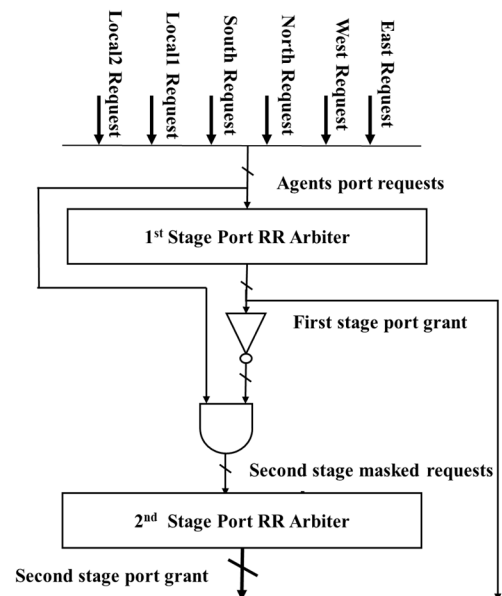 Local2 Request
Local1 Request
South Request
North Request
West Request
East Request
Agents port requests
1st Stage Port RR Arbiter
First stage port grant
Second stage masked requests
2nd Stage Port RR Arbiter
Second stage port grant